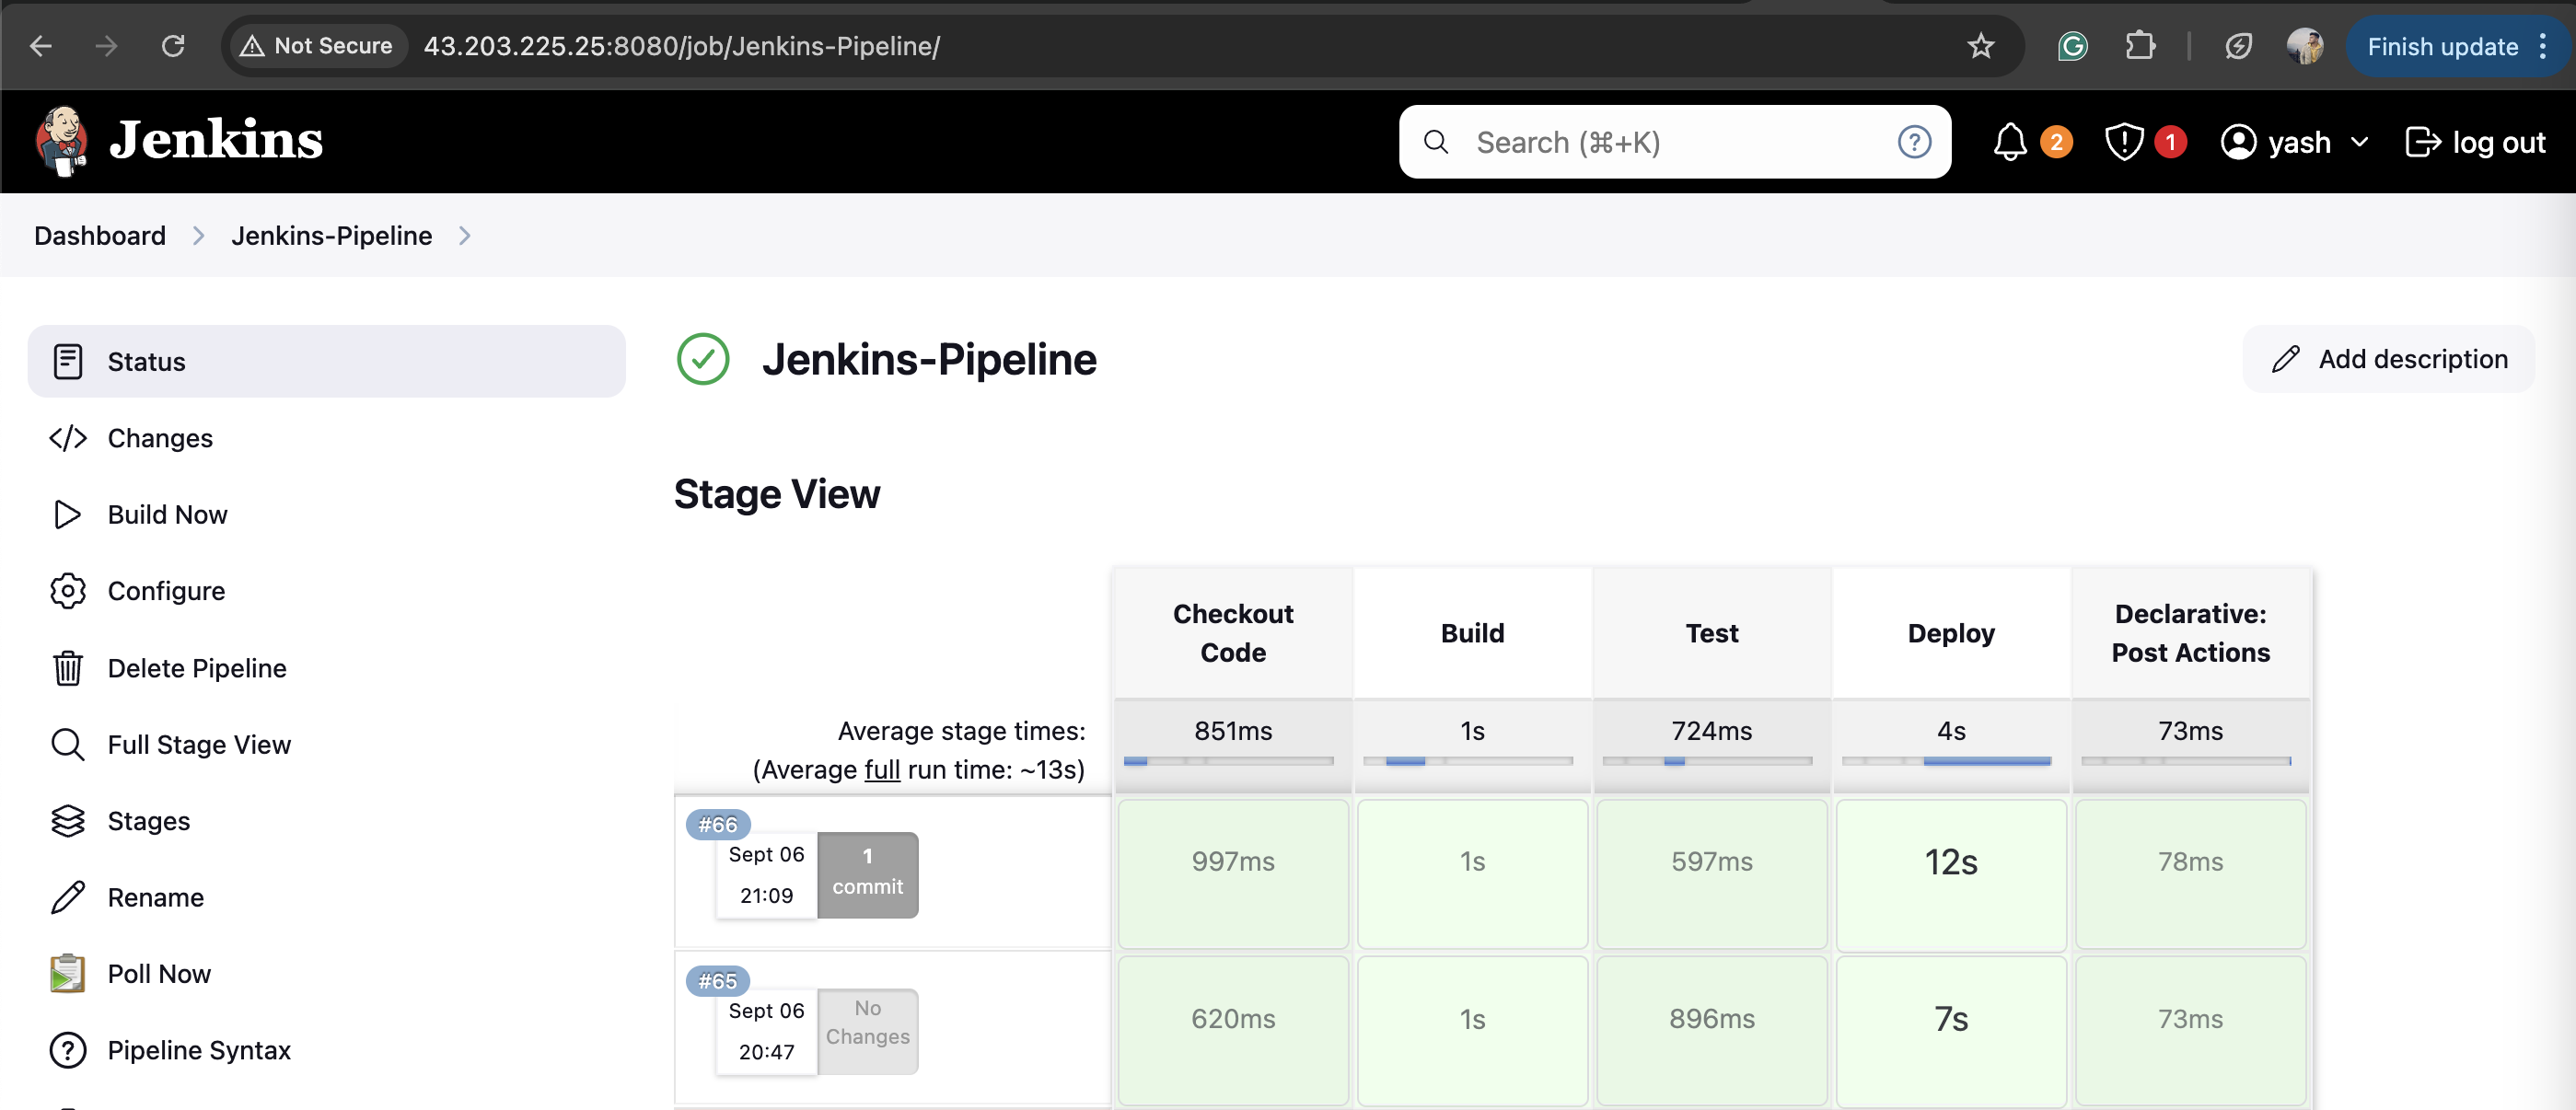 Not Secure 43.203.225.25:8080/job/Jenkins-Pipeline/ Finish update
Jenkins Search (⌘+K) ? 2 1 yash log out
Dashboard Jenkins-Pipeline
Status
Changes
Build Now
Configure
Delete Pipeline
Full Stage View
Stages
Rename
Poll Now
Pipeline Syntax
Jenkins-Pipeline Add description
Stage View
Checkout Code Build Test Deploy Declarative: Post Actions
Average stage times: 851ms 1s 724ms 4s 73ms
(Average full run time: ~13s)
#66
Sept 06 21:09 1 commit 997ms 1s 597ms 12s 78ms
#65
Sept 06 20:47 No Changes 620ms 1s 896ms 7s 73ms